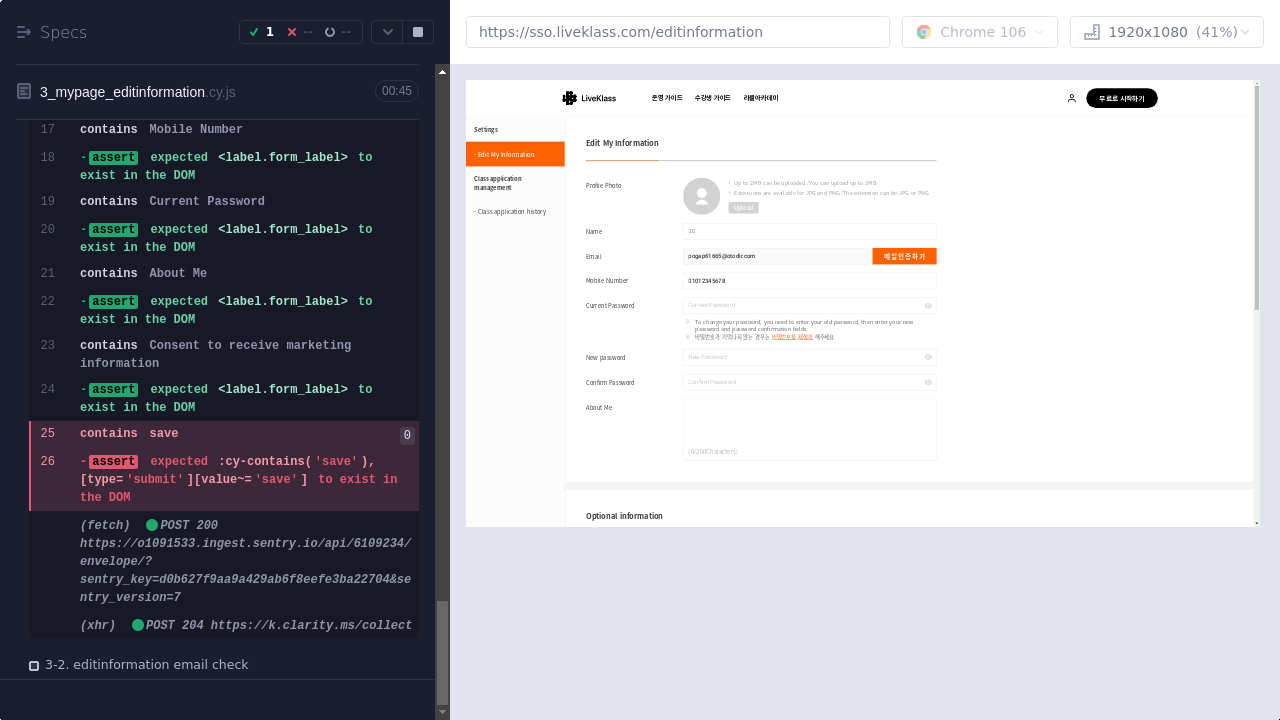 Specs
1
--
--
https://sso.liveklass.com/editinformation
Chrome 106
1920x1080 (41%)
3_mypage_editinformation.cy.js
00:45
17 contains Mobile Number
18 -assert expected <label.form_label> to
exist in the DOM
19 contains Current Password
20 -assert expected <label.form_label> to
exist in the DOM
21 contains About Me
22 -assert expected <label.form_label> to
exist in the DOM
23 contains Consent to receive marketing
information
24 -assert expected <label.form_label> to
exist in the DOM
25 contains save 0
26 -assert expected :cy-contains('save'),
[type='submit'][value~='save'] to exist in
the DOM
(fetch) POST 200
https://o1091533.ingest.sentry.io/api/6109234/
envelope/?
sentry_key=d0b627f9aa9a429ab6f8eefe3ba22704&se
ntry_version=7
(xhr) POST 204 https://k.clarity.ms/collect
3-2. editinformation email check
LiveKlass
운영 가이드
수강생 가이드
라클아카데미
무료로 시작하기
Settings
- Edit My Information
Class application
management
- Class application history
Edit My Information
Profile Photo
Up to 2MB can be uploaded./You can upload up to 2MB.
Extensions are available for JPG and PNG./The extension can be JPG or PNG.
Upload
Name
Email
pogap61665@otodir.com
메일인증하기
Mobile Number
01012345678
Current Password
Current Password
※ To change your password, you need to enter your old password, then enter your new
password and password confirmation fields.
※ 비밀번호가 기억나지 않는 경우는 비밀번호를 재설정 해주세요.
New password
New Password
Confirm Password
Confirm Password
About Me
(0/200Characters)
Optional information